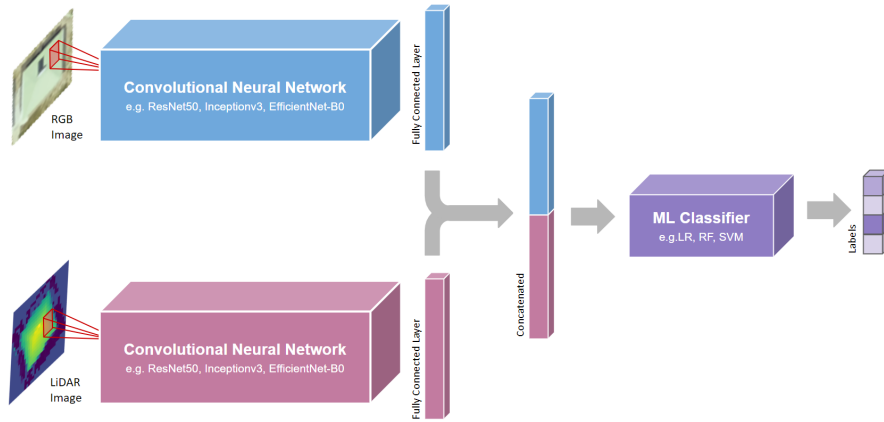 RGB
Image
Convolutional Neural Network
e.g. ResNet50, Inceptionv3, EfficientNet-B0
Fully Connected Layer
LiDAR
Image
Convolutional Neural Network
e.g. ResNet50, Inceptionv3, EfficientNet-B0
Fully Connected Layer
Concatenated
ML Classifier
e.g.LR, RF, SVM
Labels